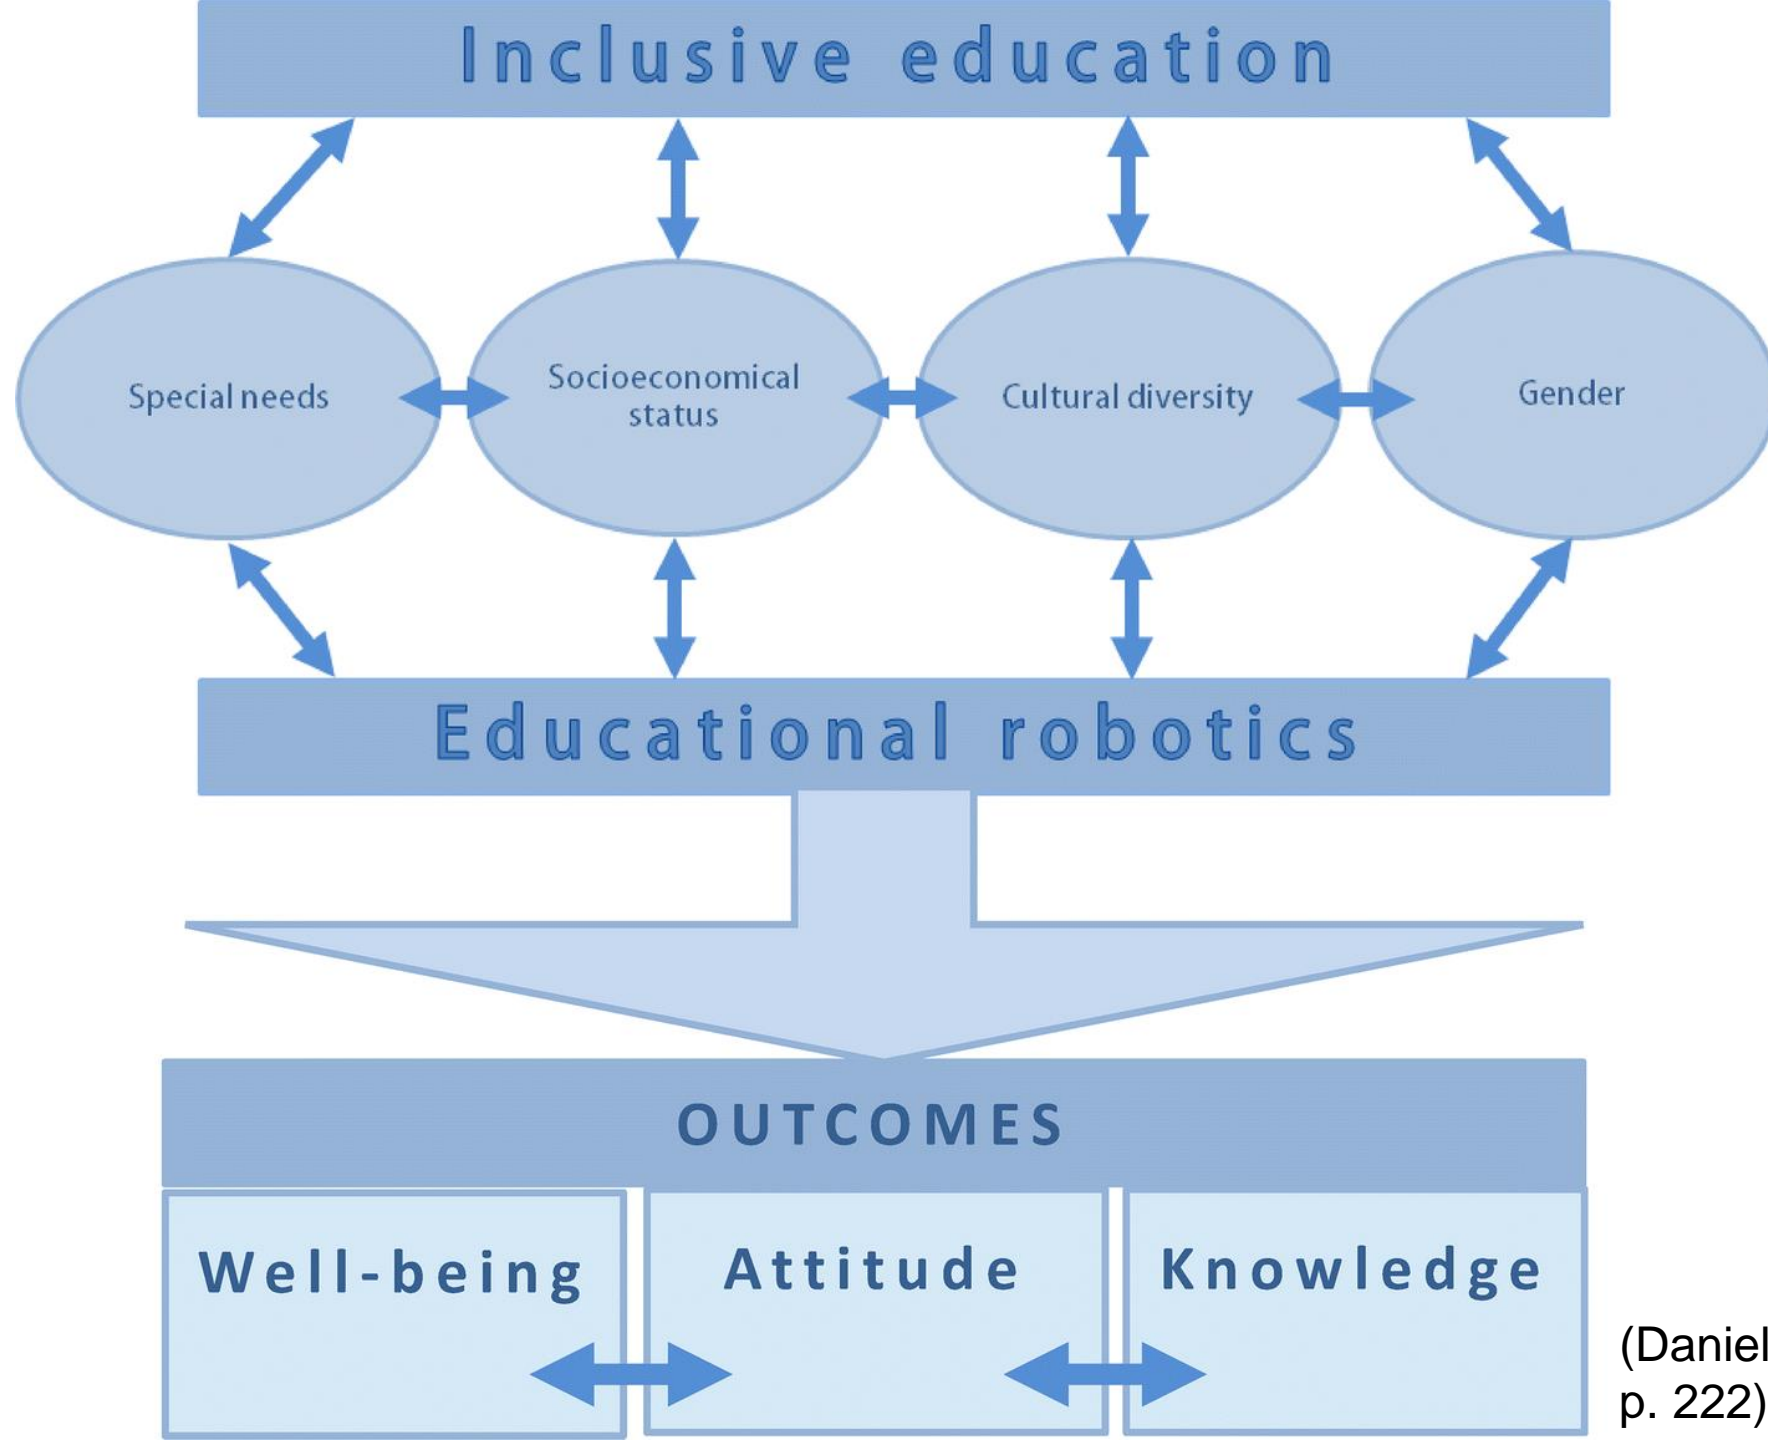 Inclusive education
Special needs
Socioeconomical
status
Cultural diversity
Gender
Educational robotics
OUTCOMES
Well-being
Attitude
Knowledge
(Daniel
p. 222)